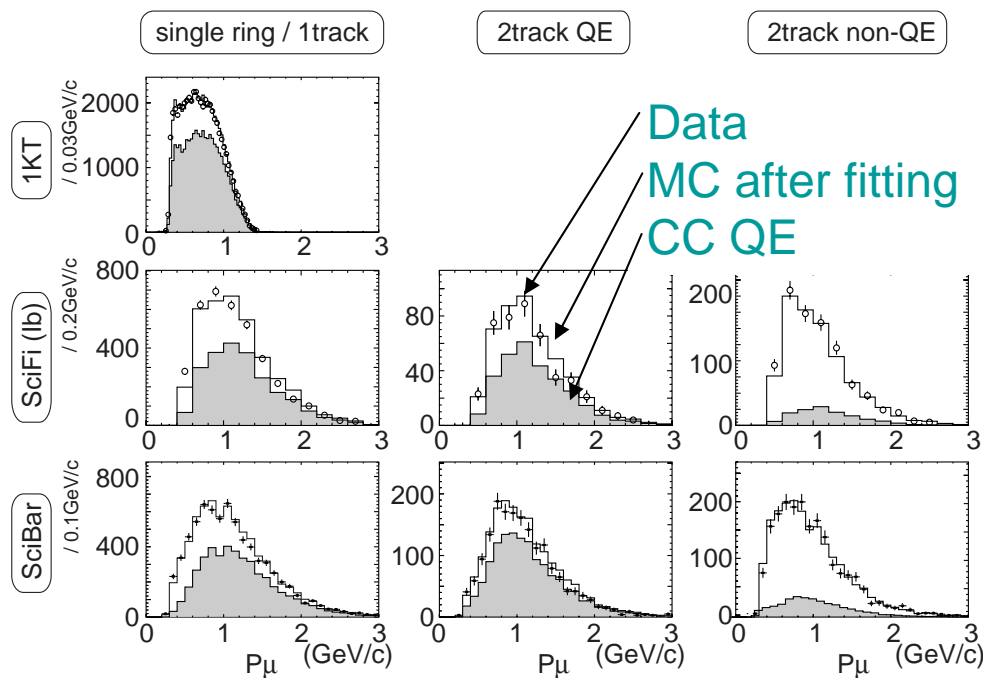 single ring / 1track
2track QE
2track non-QE
1KT
/ 0.03GeV/c
2000
1000
0
0 1 2 3
Data
MC after fitting
CC QE
SciFi (lb)
/ 0.2GeV/c
800
400
0
0 1 2 3
80
40
0
0 1 2 3
200
100
0
0 1 2 3
SciBar
/ 0.1GeV/c
800
400
0
0 1 2 3
Pμ (GeV/c)
200
100
0
0 1 2 3
Pμ (GeV/c)
200
100
0
0 1 2 3
Pμ (GeV/c)